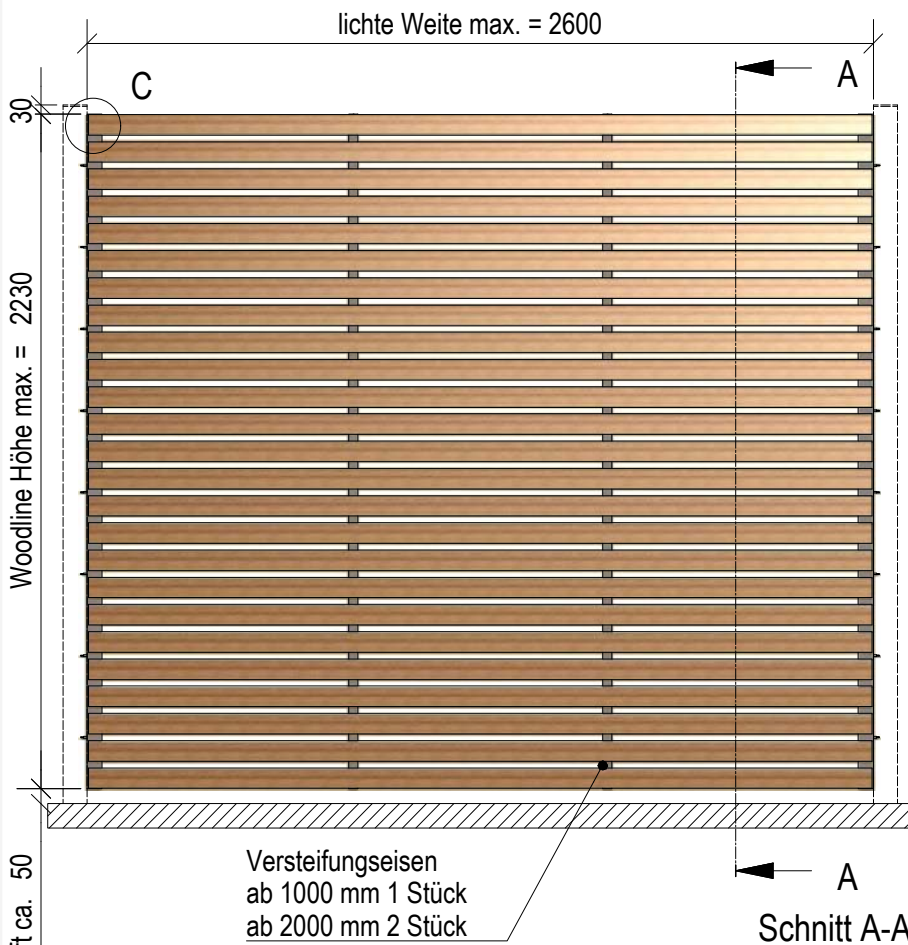 lichte Weite max. = 2600
C
A
30
Woodline Höhe max. = 2230
ca. 50
Versteifungseisen
ab 1000 mm 1 Stück
ab 2000 mm 2 Stück
A
Schnitt A-A